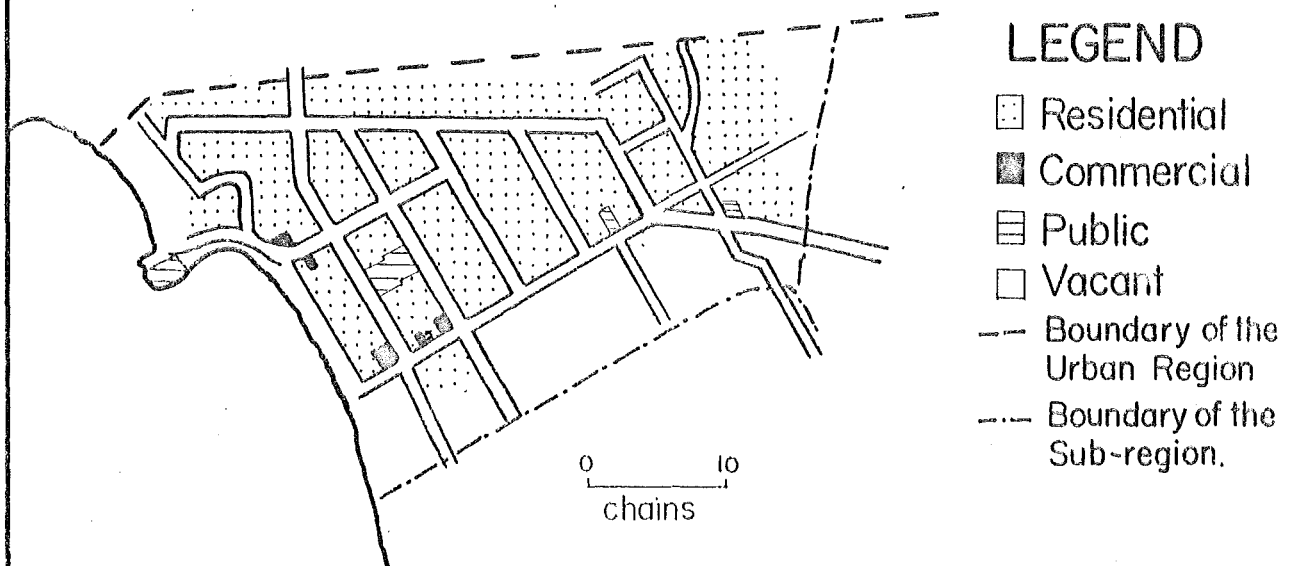 LEGEND
Residential
Commercial
Public
Vacant
Boundary of the
Urban Region
Boundary of the
Sub-region.
0 10
chains